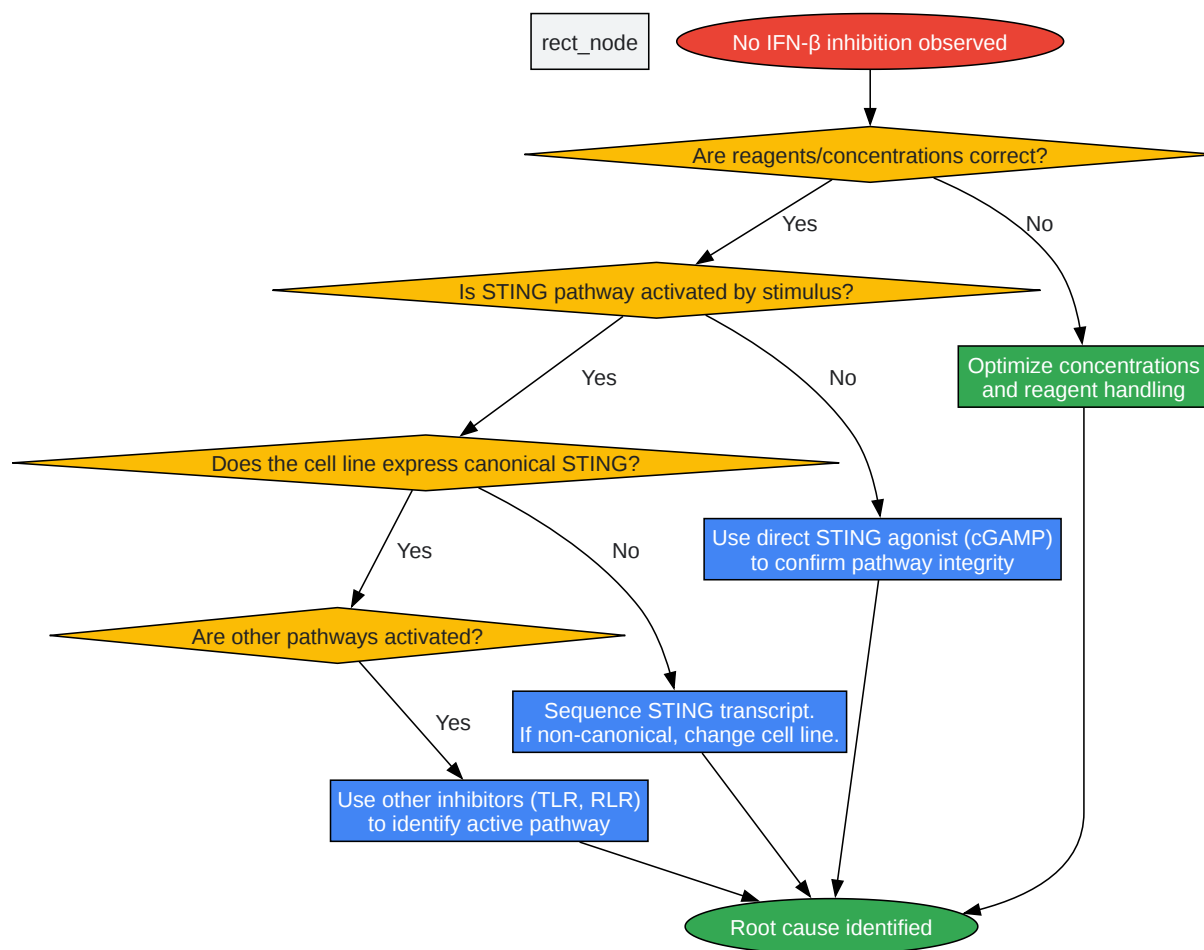 rect_node
No IFN-β inhibition observed
Are reagents/concentrations correct?
Yes
No
Is STING pathway activated by stimulus?
Yes
No
Optimize concentrations
and reagent handling
Does the cell line express canonical STING?
Yes
No
Use direct STING agonist (cGAMP)
to confirm pathway integrity
Are other pathways activated?
Yes
Sequence STING transcript.
If non-canonical, change cell line.
Use other inhibitors (TLR, RLR)
to identify active pathway
Root cause identified